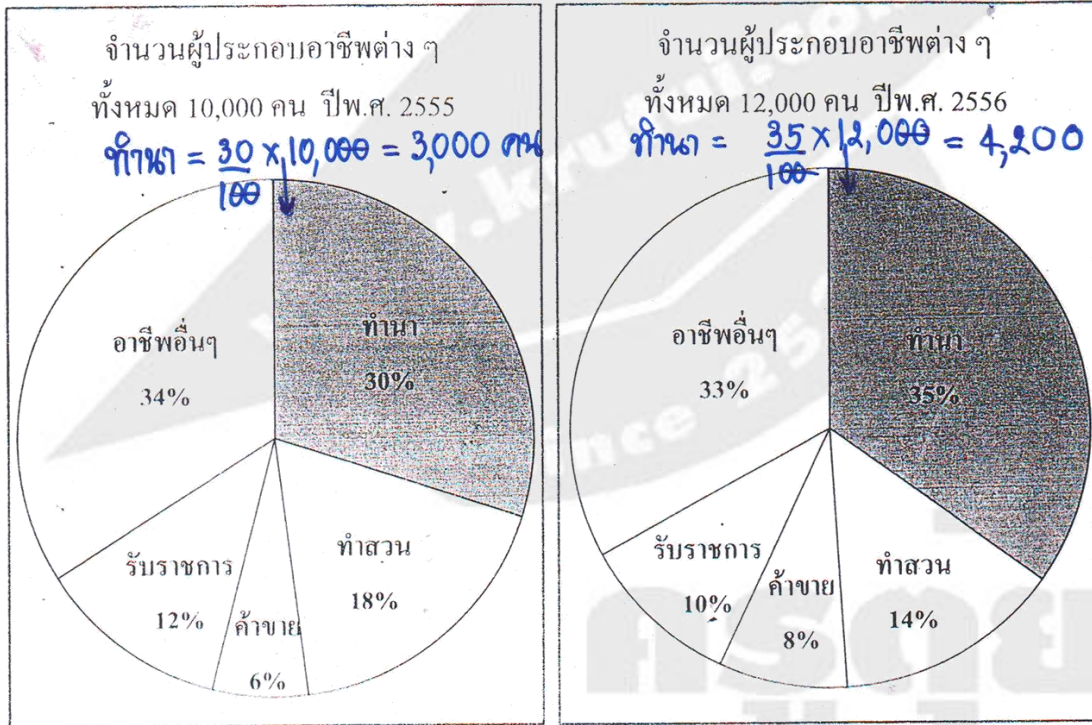 จำนวนผู้ประกอบอาชีพต่าง ๆ
ทั้งหมด 10,000 คน ปีพ.ศ. 2555
ทำนา = 30/100 × 10,000 = 3,000 คน
อาชีพอื่นๆ
34%
ทำนา
30%
รับราชการ
12%
ค้าขาย
6%
ทำสวน
18%
จำนวนผู้ประกอบอาชีพต่าง ๆ
ทั้งหมด 12,000 คน ปีพ.ศ. 2556
ทำนา = 35/100 × 12,000 = 4,200
อาชีพอื่นๆ
33%
ทำนา
35%
รับราชการ
10%
ค้าขาย
8%
ทำสวน
14%